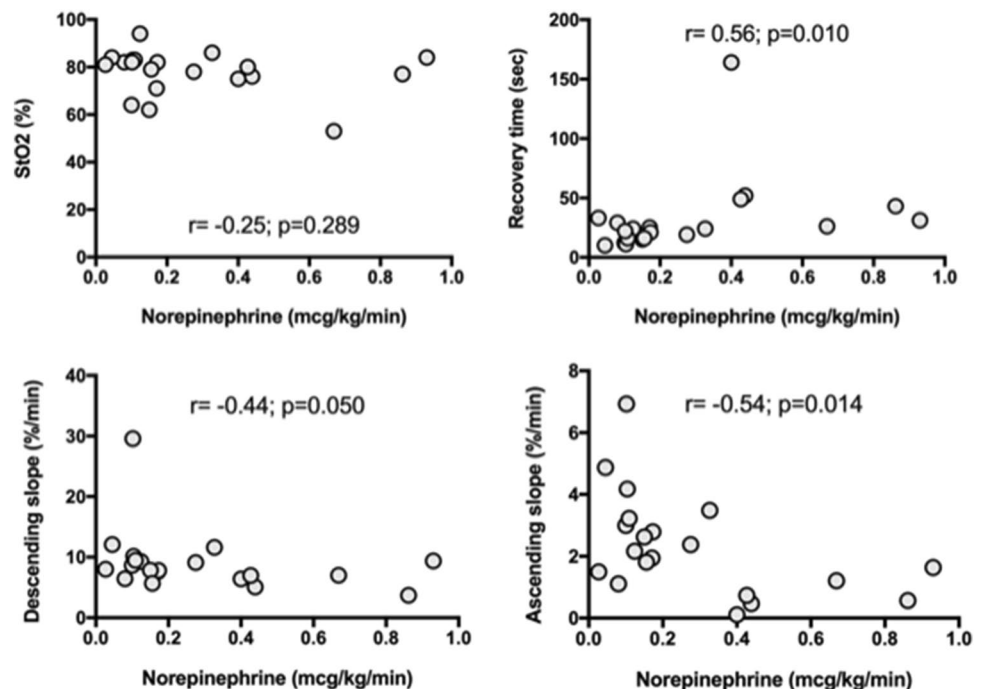 100
80
60
40
20
0
StO2 (%)
r= -0.25; p=0.289
0.0 0.2 0.4 0.6 0.8 1.0
Norepinephrine (mcg/kg/min)
200
150
100
50
0
Recovery time (sec)
r= 0.56; p=0.010
0.0 0.2 0.4 0.6 0.8 1.0
Norepinephrine (mcg/kg/min)
40
30
20
10
0
Descending slope (%/min)
r= -0.44; p=0.050
0.0 0.2 0.4 0.6 0.8 1.0
Norepinephrine (mcg/kg/min)
8
6
4
2
0
Ascending slope (%/min)
r= -0.54; p=0.014
0.0 0.2 0.4 0.6 0.8 1.0
Norepinephrine (mcg/kg/min)